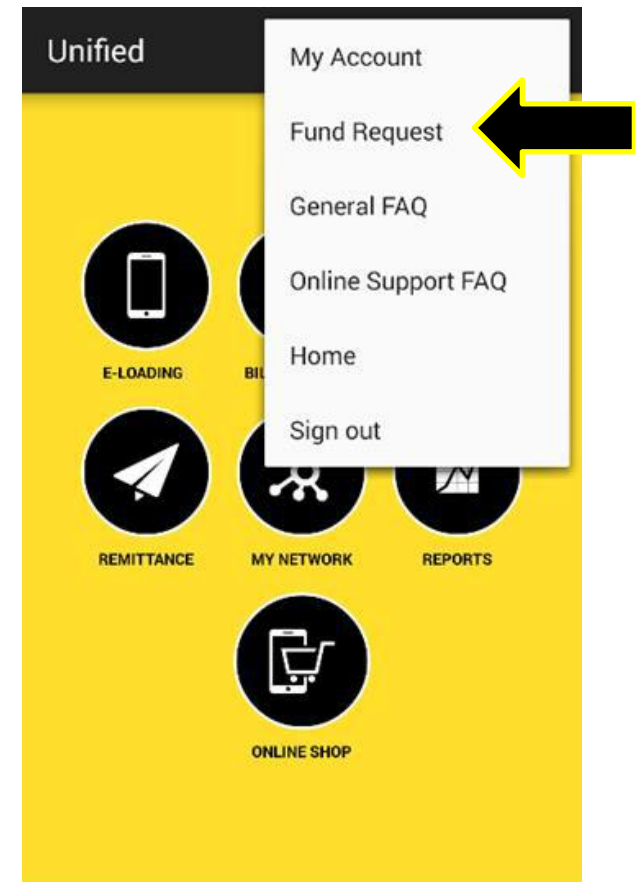 Unified
My Account
Fund Request
General FAQ
Online Support FAQ
Home
Sign out
E-LOADING
REMITTANCE
MY NETWORK
REPORTS
ONLINE SHOP